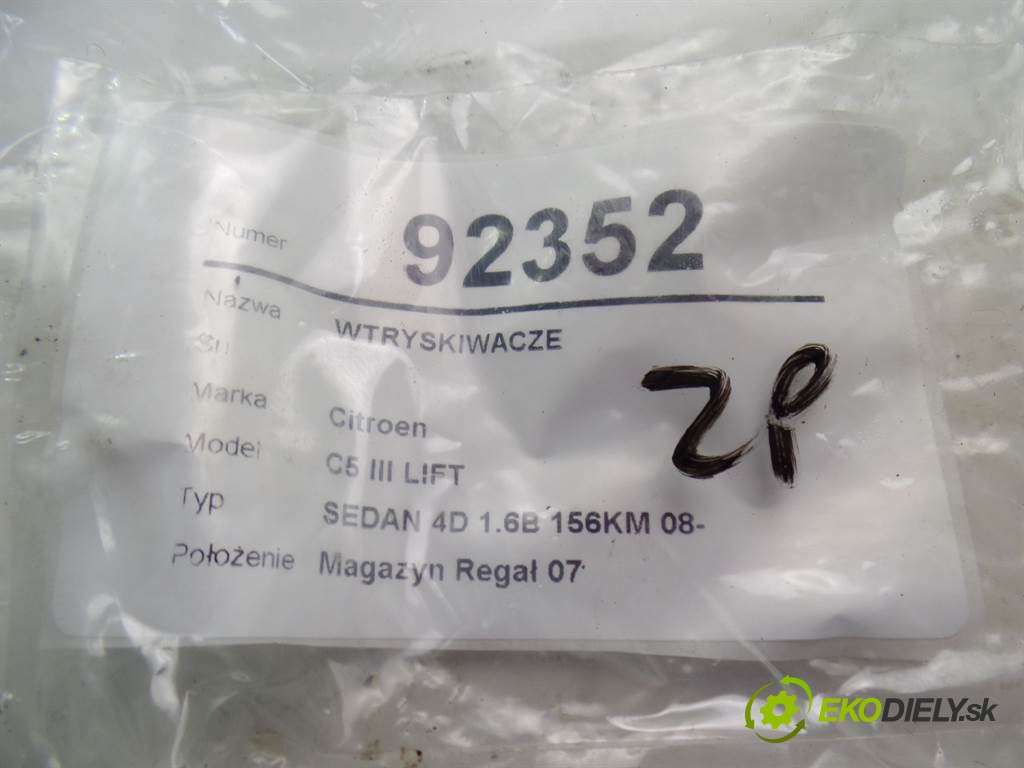 Numer 92352
Nazwa WTRYSKIWACZE
Marka Citroen
Model C5 III LIFT
Typ SEDAN 4D 1.6B 156KM 08-
Położenie Magazyn Regał 07
ZP
EKODIELY.sk